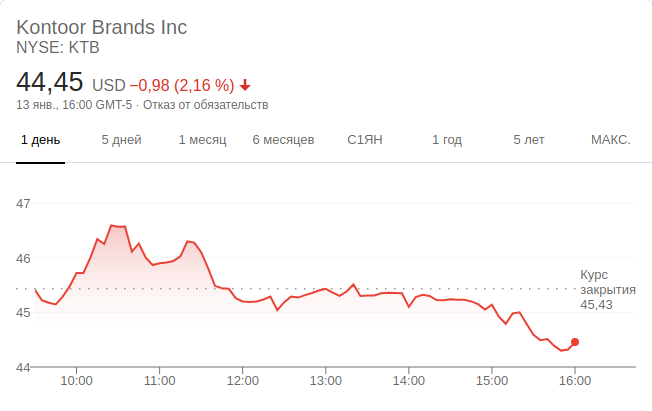 Kontoor Brands Inc
NYSE: KTB
44,45 USD −0,98 (2,16 %)
13 янв., 16:00 GMT-5 · Отказ от обязательств
1 день 5 дней 1 месяц 6 месяцев С1ЯН 1 год 5 лет МАКС.
47
46
45
44
Курс
закрытия
45,43
10:00 11:00 12:00 13:00 14:00 15:00 16:00